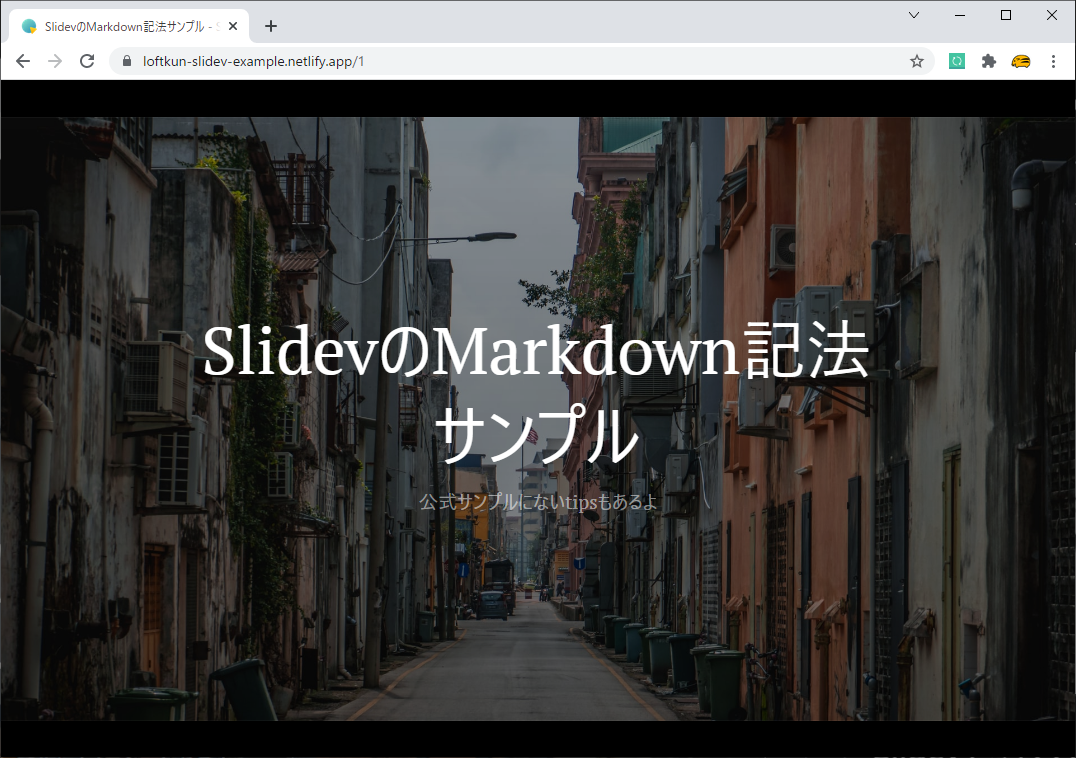 SlidevのMarkdown記法サンプル -
loftkun-slidev-example.netlify.app/1
SlidevのMarkdown記法
サンプル
公式サンプルにないtipsもあるよ